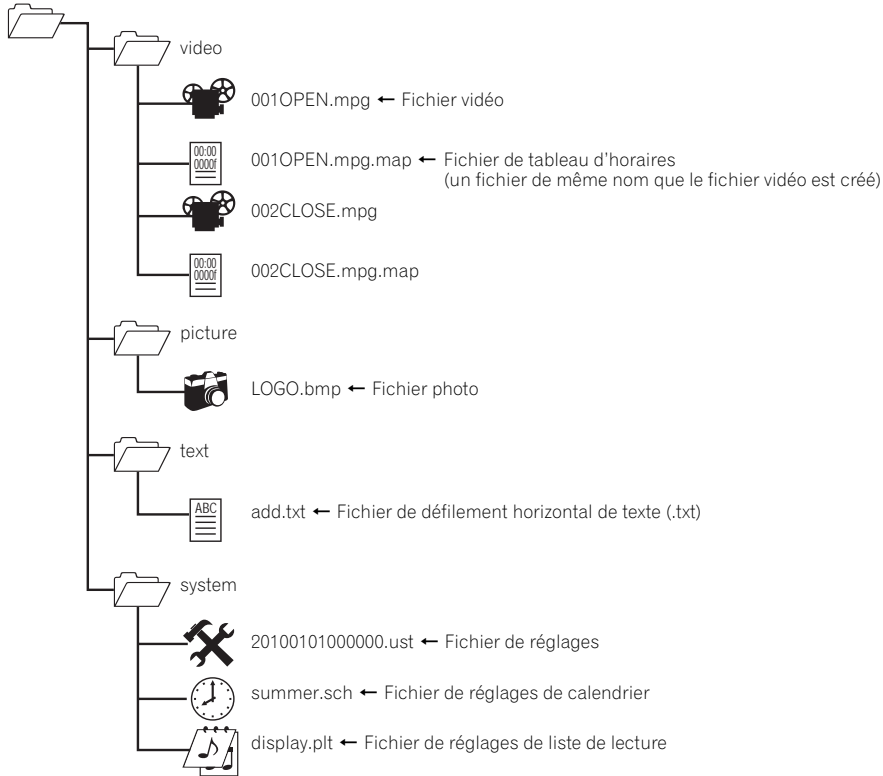 video
001OPEN.mpg ← Fichier vidéo
00:00
0000f
001OPEN.mpg.map ← Fichier de tableau d'horaires
(un fichier de même nom que le fichier vidéo est créé)
002CLOSE.mpg
00:00
0000f
002CLOSE.mpg.map
picture
LOGO.bmp ← Fichier photo
text
ABC
add.txt ← Fichier de défilement horizontal de texte (.txt)
system
20100101000000.ust ← Fichier de réglages
summer.sch ← Fichier de réglages de calendrier
display.plt ← Fichier de réglages de liste de lecture